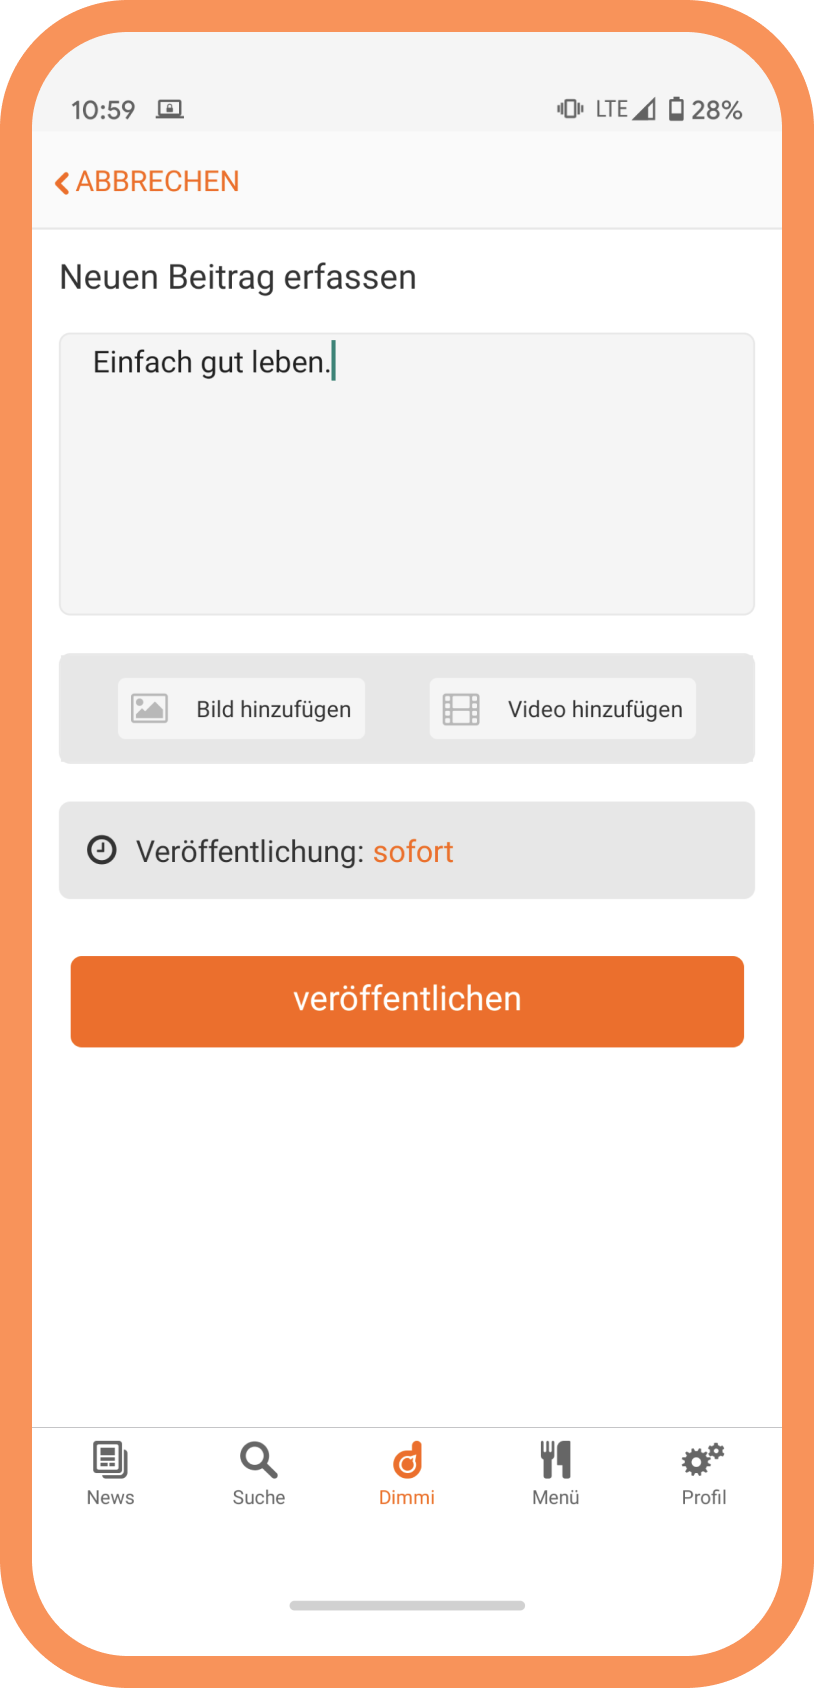 10:59 LTE 28%
ABBRECHEN
Neuen Beitrag erfassen
Einfach gut leben.
Bild hinzufügen Video hinzufügen
Veröffentlichung: sofort
veröffentlichen
News Suche Dimmi Menü Profil